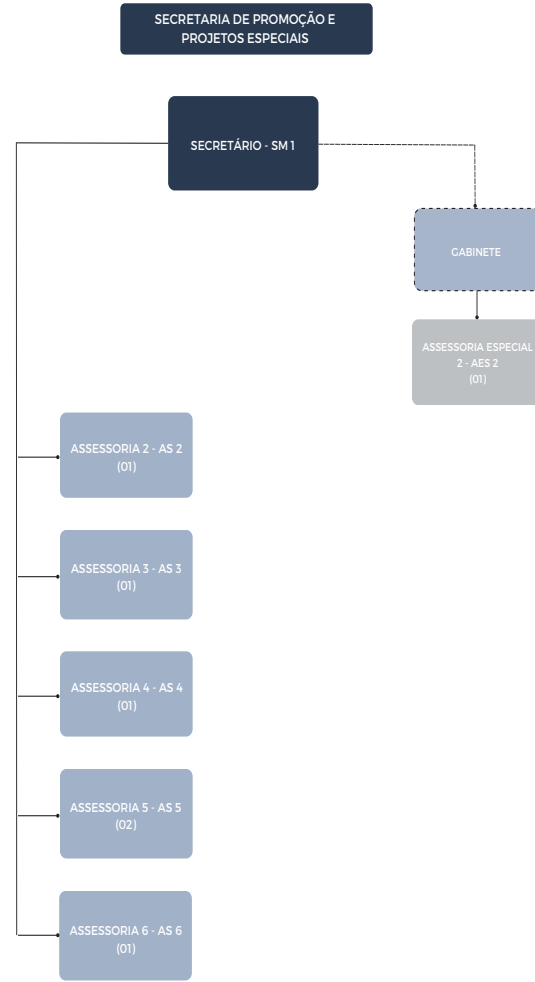 SECRETARIA DE PROMOÇÃO E
PROJETOS ESPECIAIS
SECRETÁRIO - SM 1
GABINETE
ASSESSORIA ESPECIAL
2 - AES 2
(01)
ASSESSORIA 2 - AS 2
(01)
ASSESSORIA 3 - AS 3
(01)
ASSESSORIA 4 - AS 4
(01)
ASSESSORIA 5 - AS 5
(02)
ASSESSORIA 6 - AS 6
(01)